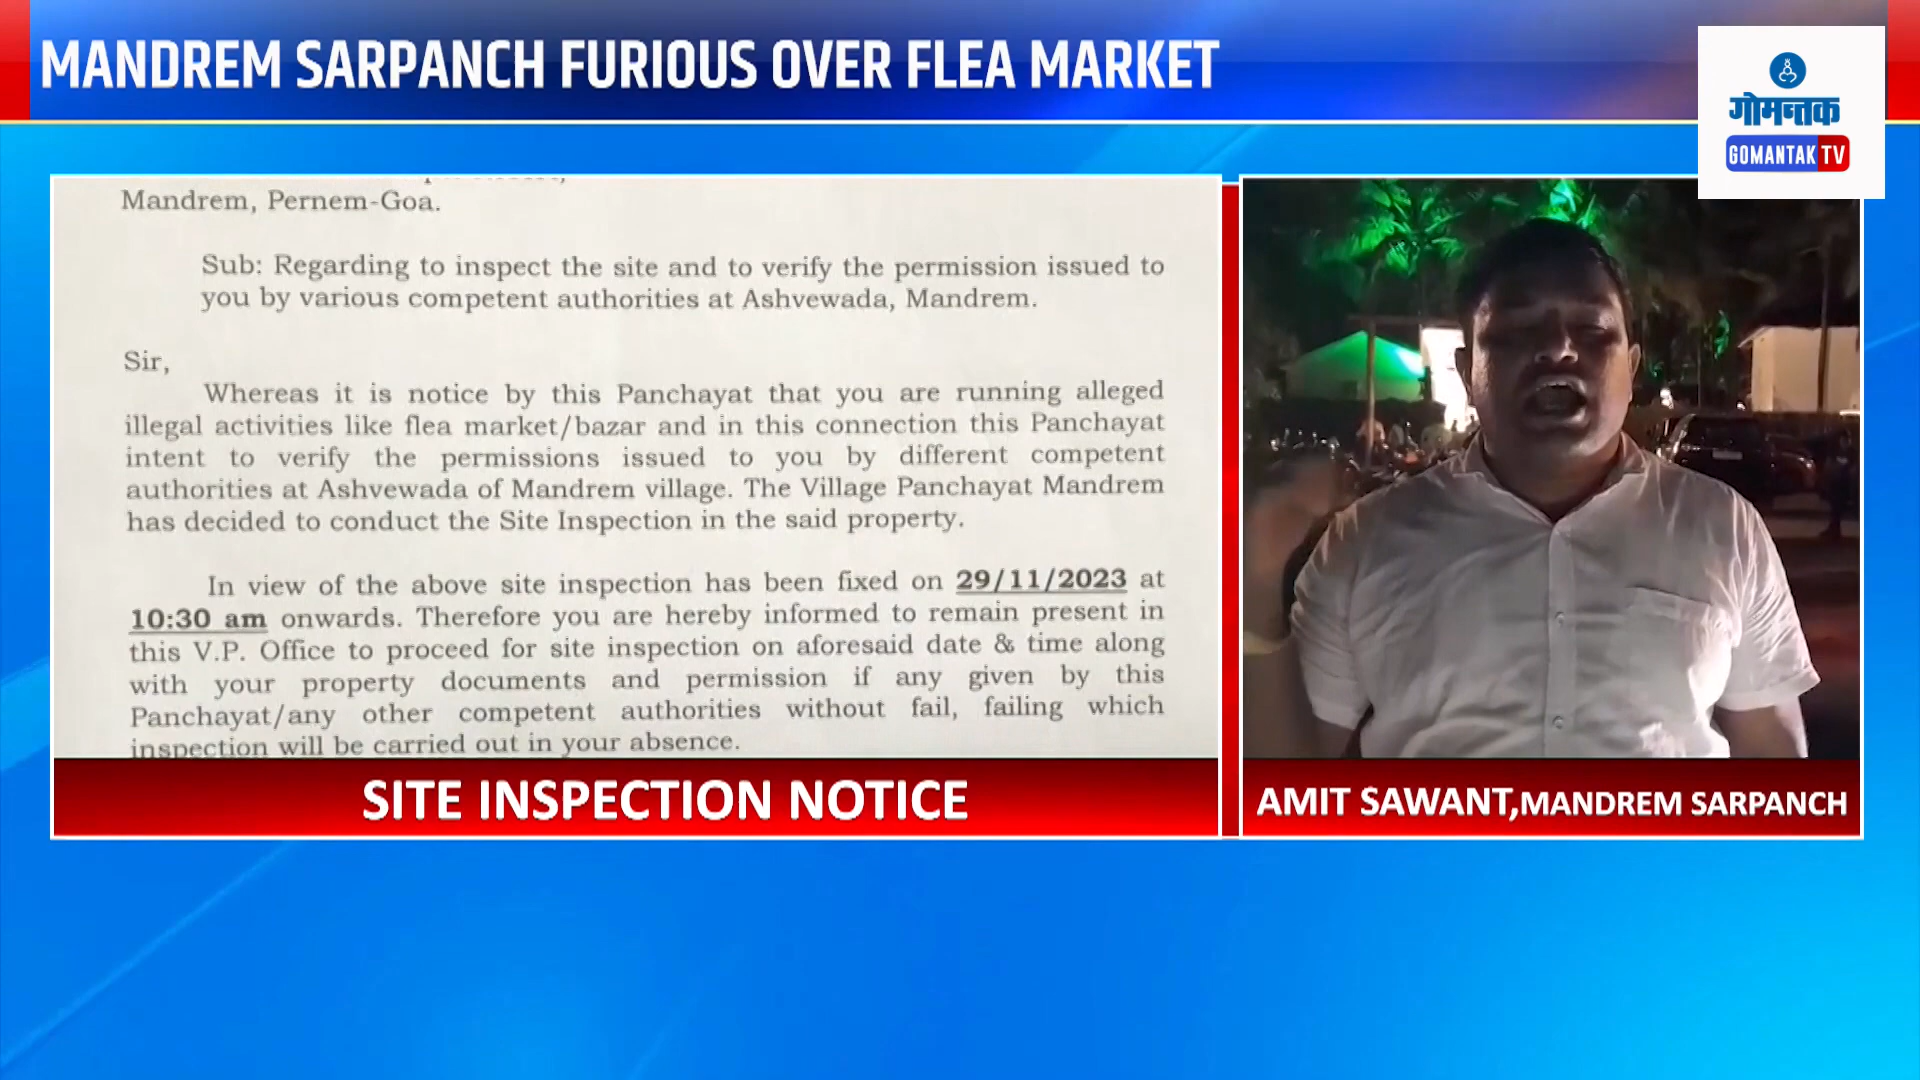 MANDREM SARPANCH FURIOUS OVER FLEA MARKET
गोमन्तक
GOMANTAK TV
Mandrem, Pernem-Goa.
Sub: Regarding to inspect the site and to verify the permission issued to
you by various competent authorities at Ashvewada, Mandrem.
Sir,
Whereas it is notice by this Panchayat that you are running alleged
illegal activities like flea market/bazar and in this connection this Panchayat
intent to verify the permissions issued to you by different competent
authorities at Ashvewada of Mandrem village. The Village Panchayat Mandrem
has decided to conduct the Site Inspection in the said property.
In view of the above site inspection has been fixed on 29/11/2023 at
10:30 am onwards. Therefore you are hereby informed to remain present in
this V.P. Office to proceed for site inspection on aforesaid date & time along
with your property documents and permission if any given by this
Panchayat/any other competent authorities without fail, failing which
inspection will be carried out in your absence.
SITE INSPECTION NOTICE
AMIT SAWANT,MANDREM SARPANCH